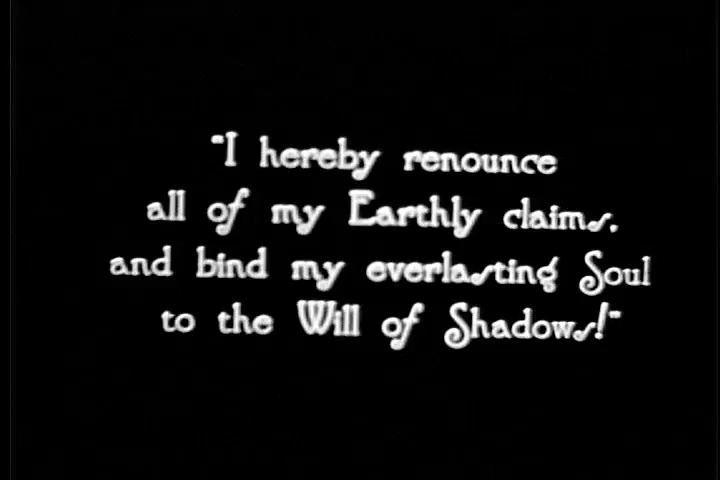 "I hereby renounce
all of my Earthly claims,
and bind my everlasting Soul
to the Will of Shadows!"